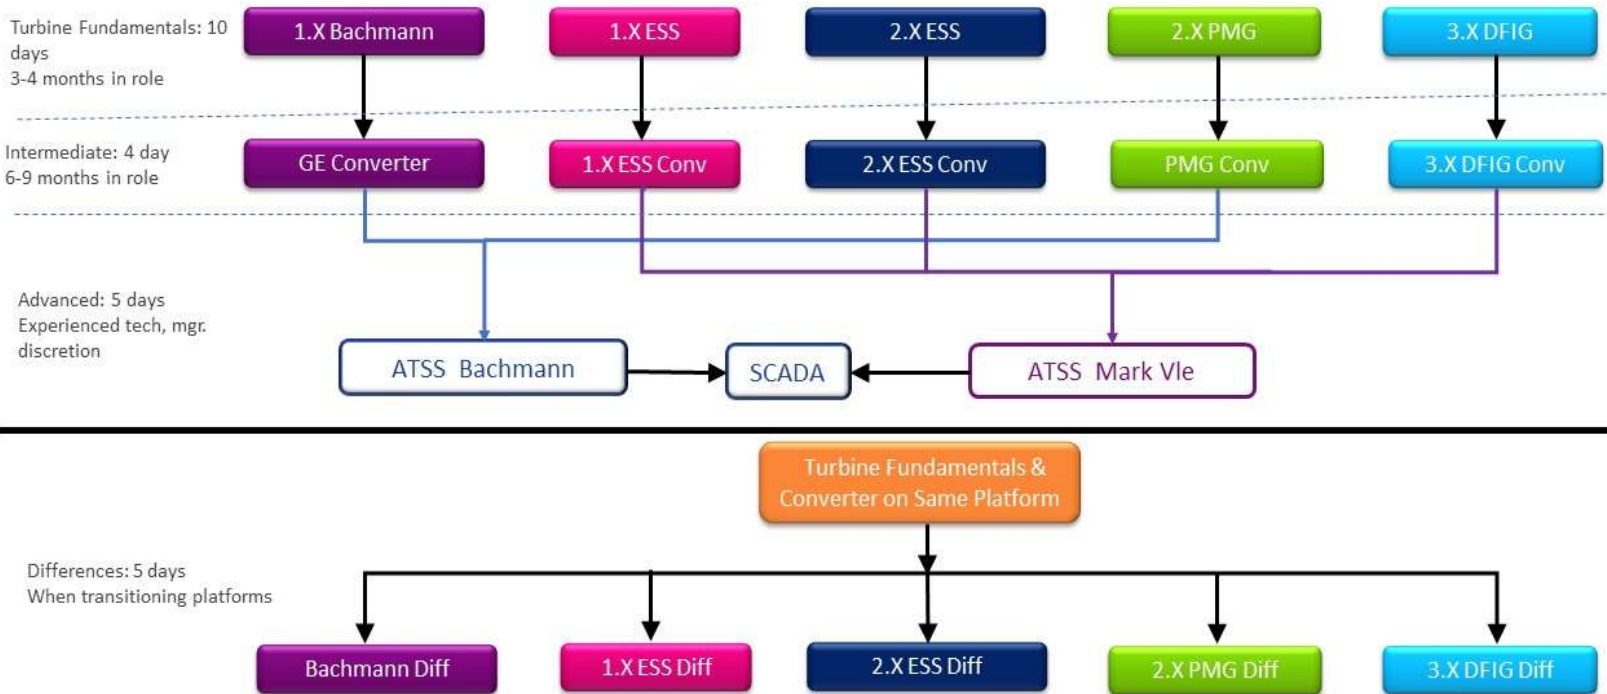 Turbine Fundamentals: 10
days
3-4 months in role
1.X Bachmann
1.X ESS
2.X ESS
2.X PMG
3.X DFIG
Intermediate: 4 day
6-9 months in role
GE Converter
1.X ESS Conv
2.X ESS Conv
PMG Conv
3.X DFIG Conv
Advanced: 5 days
Experienced tech, mgr.
discretion
ATSS Bachmann
SCADA
ATSS Mark Vle
Turbine Fundamentals &
Converter on Same Platform
Differences: 5 days
When transitioning platforms
Bachmann Diff
1.X ESS Diff
2.X ESS Diff
2.X PMG Diff
3.X DFIG Diff